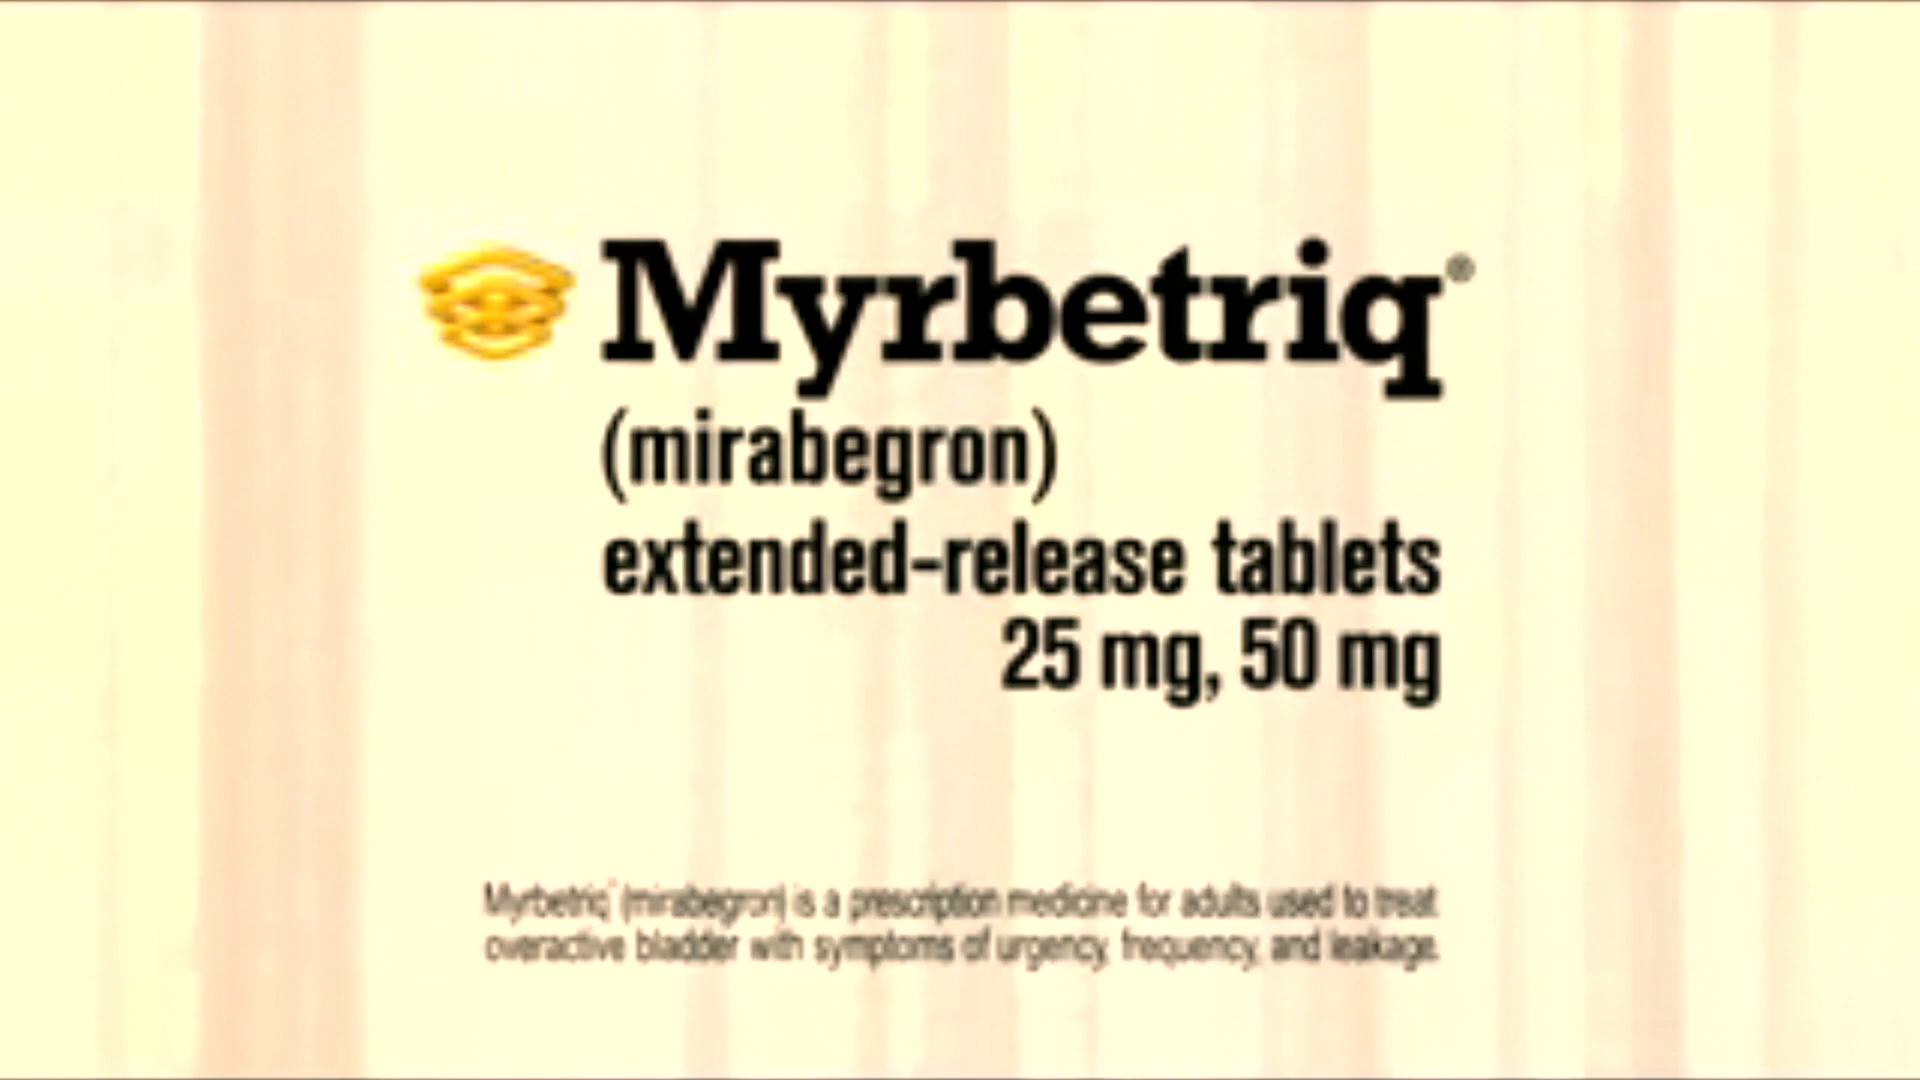 Myrbetriq®
(mirabegron)
extended-release tablets
25 mg, 50 mg
Myrbetriq® (mirabegron) is a prescription medicine for adults used to treat
overactive bladder with symptoms of urgency, frequency, and leakage.